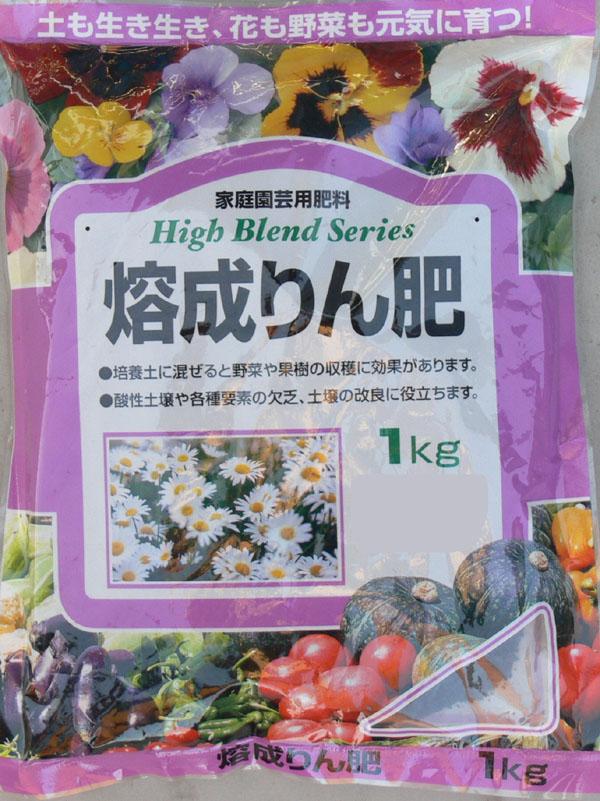 土も生き生き、花も野菜も元気に育つ!
家庭園芸用肥料
High Blend Series
熔成りん肥
●培養土に混ぜると野菜や果樹の収穫に効果があります。
●酸性土壌や各種要素の欠乏、土壌の改良に役立ちます。
1kg
熔成りん肥 1kg